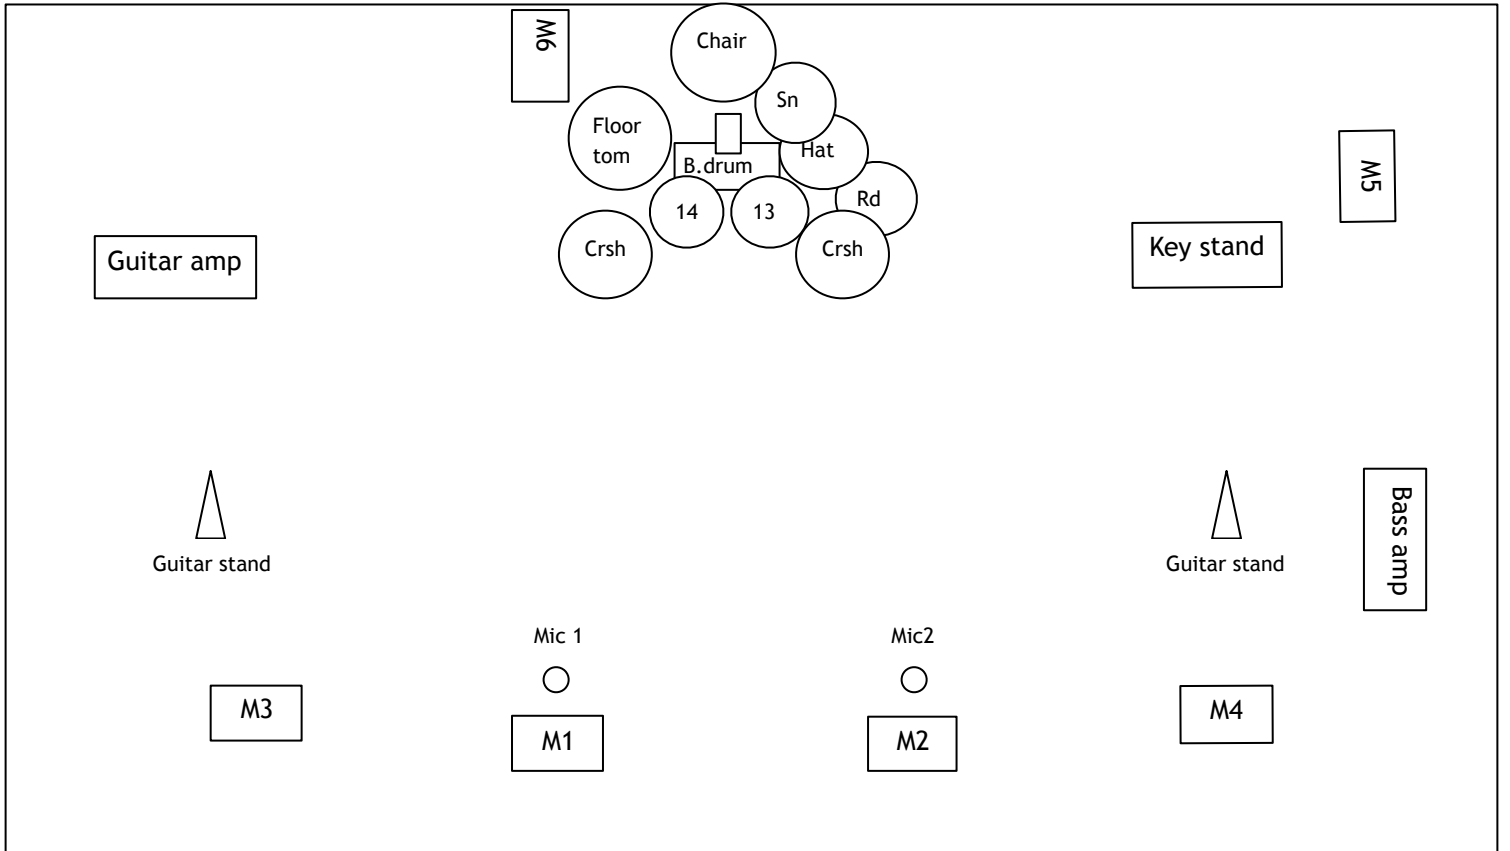 M6
Chair
Sn
Floor
tom
Hat
B.drum
M5
14
13
Rd
Crsh
Crsh
Guitar amp
Key stand
Bass amp
Guitar stand
Guitar stand
Mic 1
Mic2
M3
M4
M1
M2